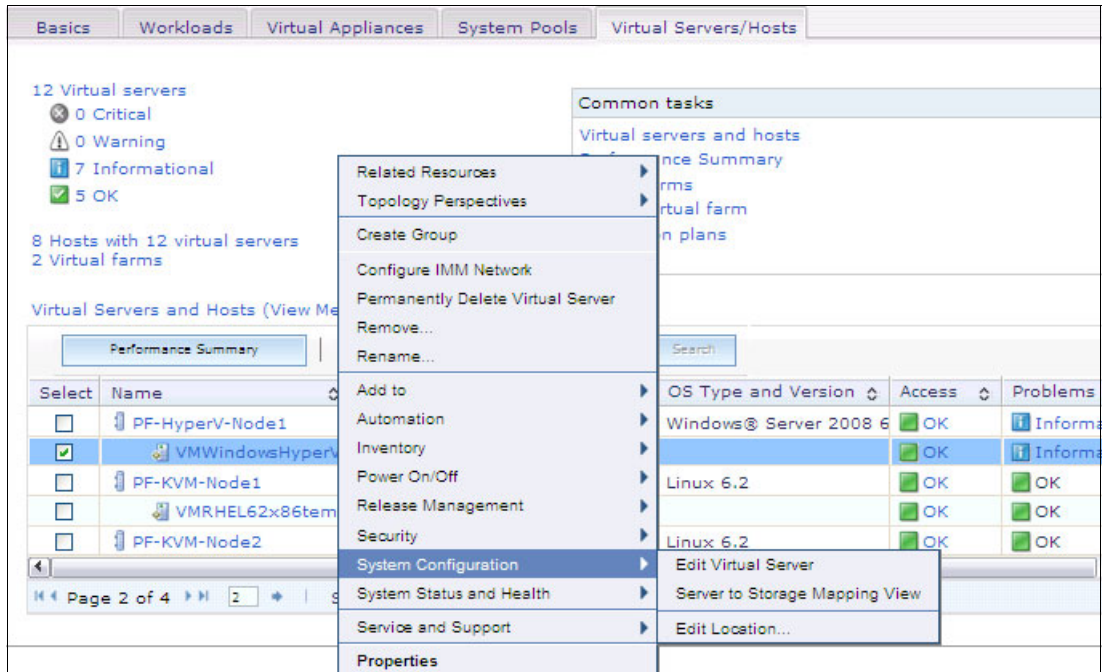 Basics Workloads Virtual Appliances System Pools Virtual Servers/Hosts
12 Virtual servers
0 Critical
0 Warning
7 Informational
5 OK
8 Hosts with 12 virtual servers
2 Virtual farms
Common tasks
Virtual servers and hosts
nce Summary
rms
rtual farm
n plans
Virtual Servers and Hosts (View Me
Performance Summary
Search
Select Name OS Type and Version Access Problems
PF-HyperV-Node1 Windows® Server 2008 6 OK Informa
VMWindowsHyperV OK Informa
PF-KVM-Node1 Linux 6.2 OK OK
VMRHEL62x86tem OK OK
PF-KVM-Node2 Linux 6.2 OK OK
Page 2 of 4 2
Related Resources
Topology Perspectives
Create Group
Configure IMM Network
Permanently Delete Virtual Server
Remove...
Rename...
Add to
Automation
Inventory
Power On/Off
Release Management
Security
System Configuration
System Status and Health
Service and Support
Properties
Edit Virtual Server
Server to Storage Mapping View
Edit Location...